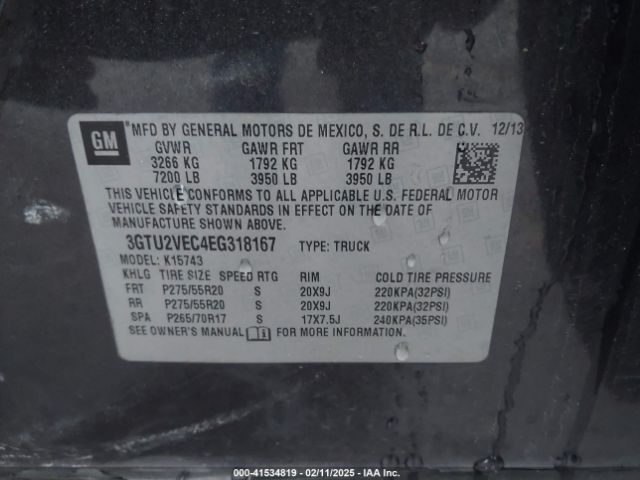 GM MFD BY GENERAL MOTORS DE MEXICO, S. DE R.L. DE C.V. 12/13
GVWR GAWR FRT GAWR RR
3266 KG 1792 KG 1792 KG
7200 LB 3950 LB 3950 LB
THIS VEHICLE CONFORMS TO ALL APPLICABLE U.S. FEDERAL MOTOR
VEHICLE SAFETY STANDARDS IN EFFECT ON THE DATE OF
MANUFACTURE SHOWN ABOVE.
3GTU2VEC4EG318167 TYPE: TRUCK
MODEL: K15743
KHLG TIRE SIZE SPEED RTG RIM COLD TIRE PRESSURE
FRT P275/55R20 S 20X9J 220KPA(32PSI)
RR P275/55R20 S 20X9J 220KPA(32PSI)
SPA P265/70R17 S 17X7.5J 240KPA(35PSI)
SEE OWNER'S MANUAL FOR MORE INFORMATION.
000-41534819 - 02/11/2025 - IAA Inc.